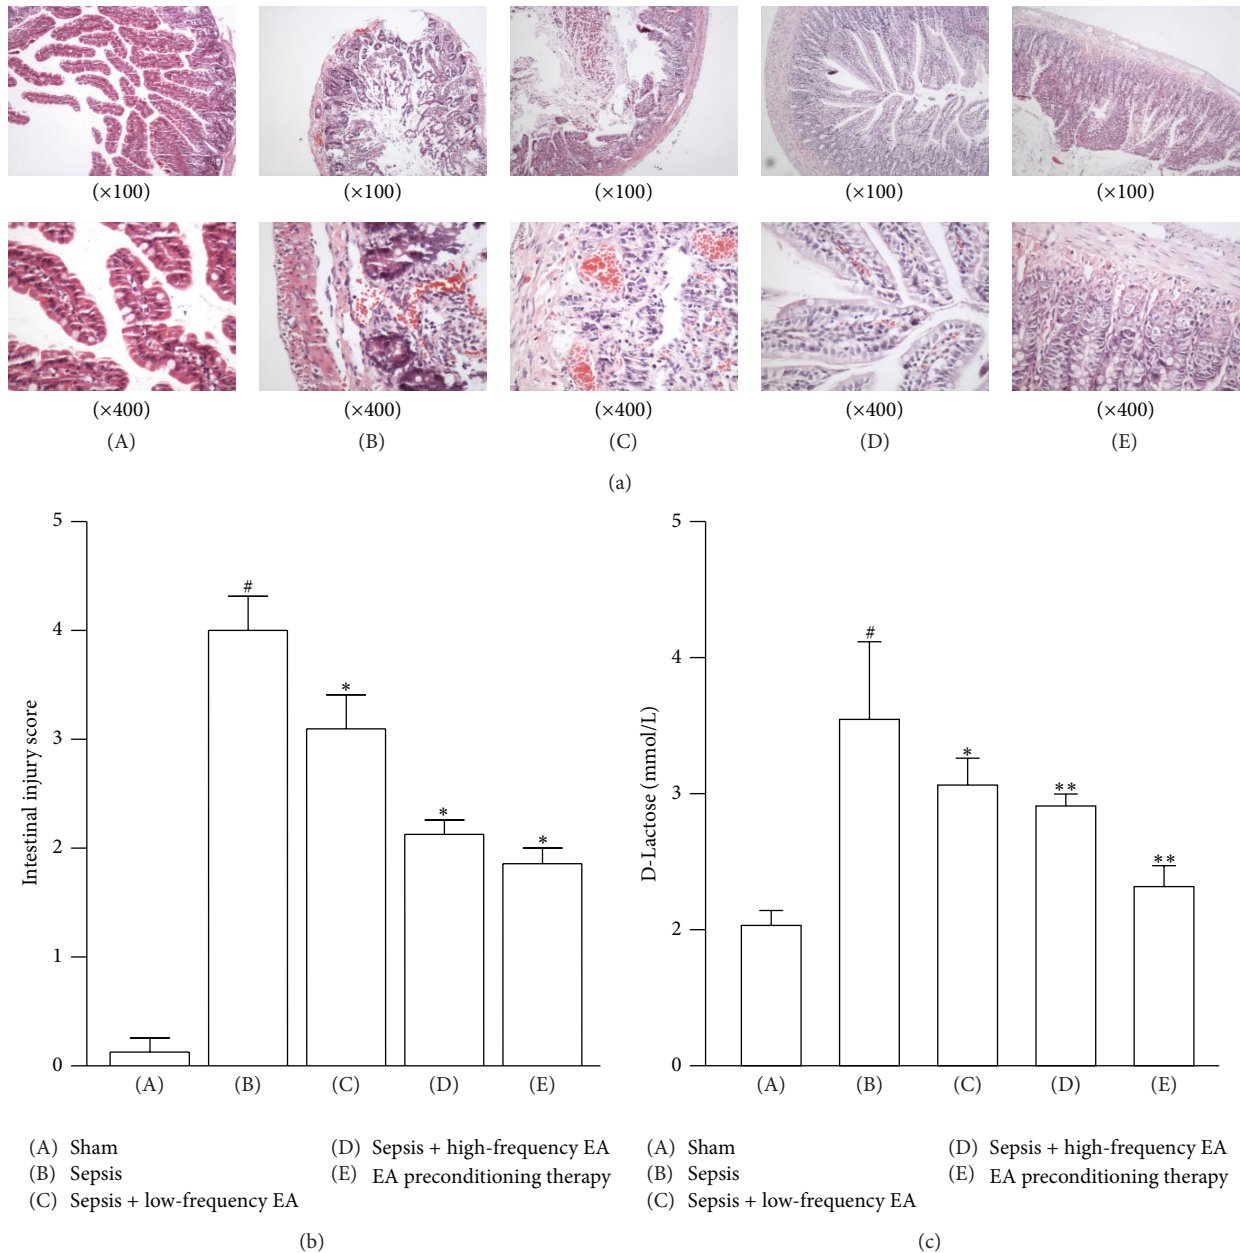 (×100) (×100) (×100) (×100) (×100)
(×400) (×400) (×400) (×400) (×400)
(A) (B) (C) (D) (E)
(a)
Intestinal injury score
5
4
3
2
1
0
#
*
*
*
(A) (B) (C) (D) (E)
(A) Sham
(B) Sepsis
(C) Sepsis + low-frequency EA
(D) Sepsis + high-frequency EA
(E) EA preconditioning therapy
(b)
D-Lactose (mmol/L)
5
4
3
2
0
#
*
**
**
(A) (B) (C) (D) (E)
(A) Sham
(B) Sepsis
(C) Sepsis + low-frequency EA
(D) Sepsis + high-frequency EA
(E) EA preconditioning therapy
(c)